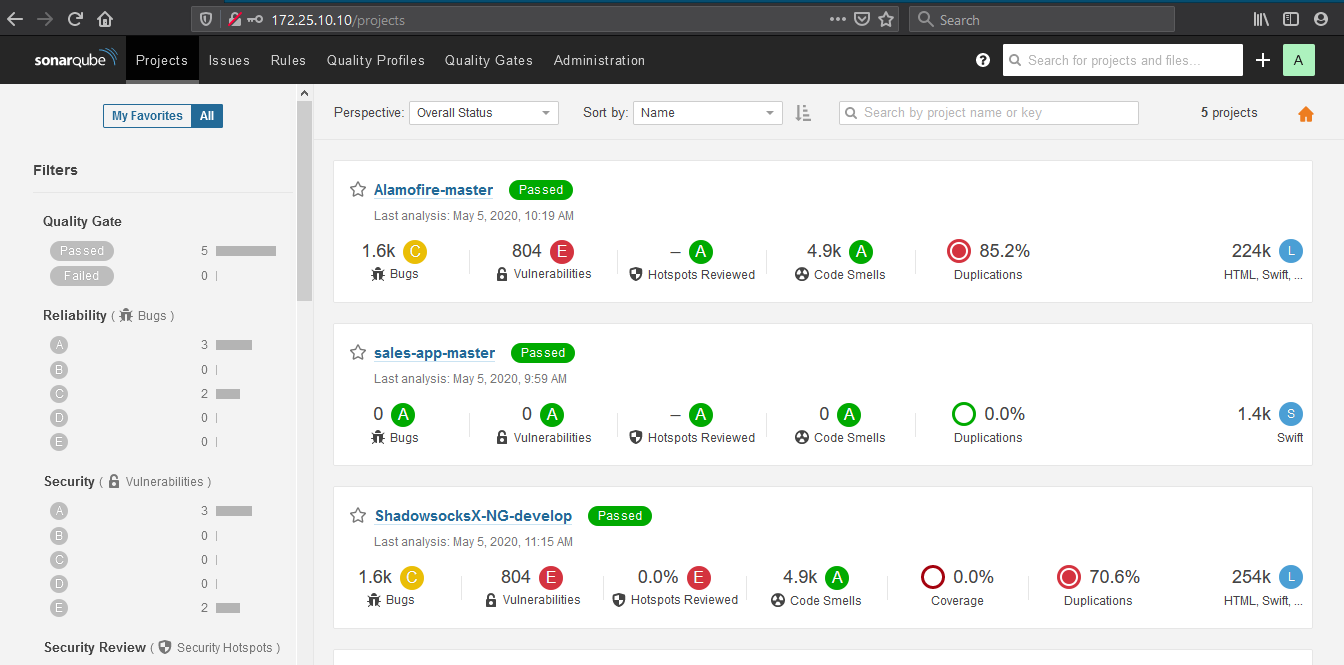 172.25.10.10/projects
Search
sonarqube Projects Issues Rules Quality Profiles Quality Gates Administration
? Search for projects and files... A
My Favorites All
Perspective: Overall Status Sort by: Name Search by project name or key 5 projects
Filters
Quality Gate
Passed 5
Failed 0
Reliability ( Bugs )
A 3
B 0
C 2
D 0
E 0
Security ( Vulnerabilities )
A 3
B 0
C 0
D 0
E 2
Security Review ( Security Hotspots )
Alamofire-master Passed
Last analysis: May 5, 2020, 10:19 AM
1.6k C 804 E – A 4.9k A 85.2% 224k L
Bugs Vulnerabilities Hotspots Reviewed Code Smells Duplications HTML, Swift, ...
sales-app-master Passed
Last analysis: May 5, 2020, 9:59 AM
0 A 0 A – A 0 A 0.0% 1.4k S
Bugs Vulnerabilities Hotspots Reviewed Code Smells Duplications Swift
ShadowsocksX-NG-develop Passed
Last analysis: May 5, 2020, 11:15 AM
1.6k C 804 E 0.0% E 4.9k A 0.0% 70.6% 254k L
Bugs Vulnerabilities Hotspots Reviewed Code Smells Coverage Duplications HTML, Swift, ...